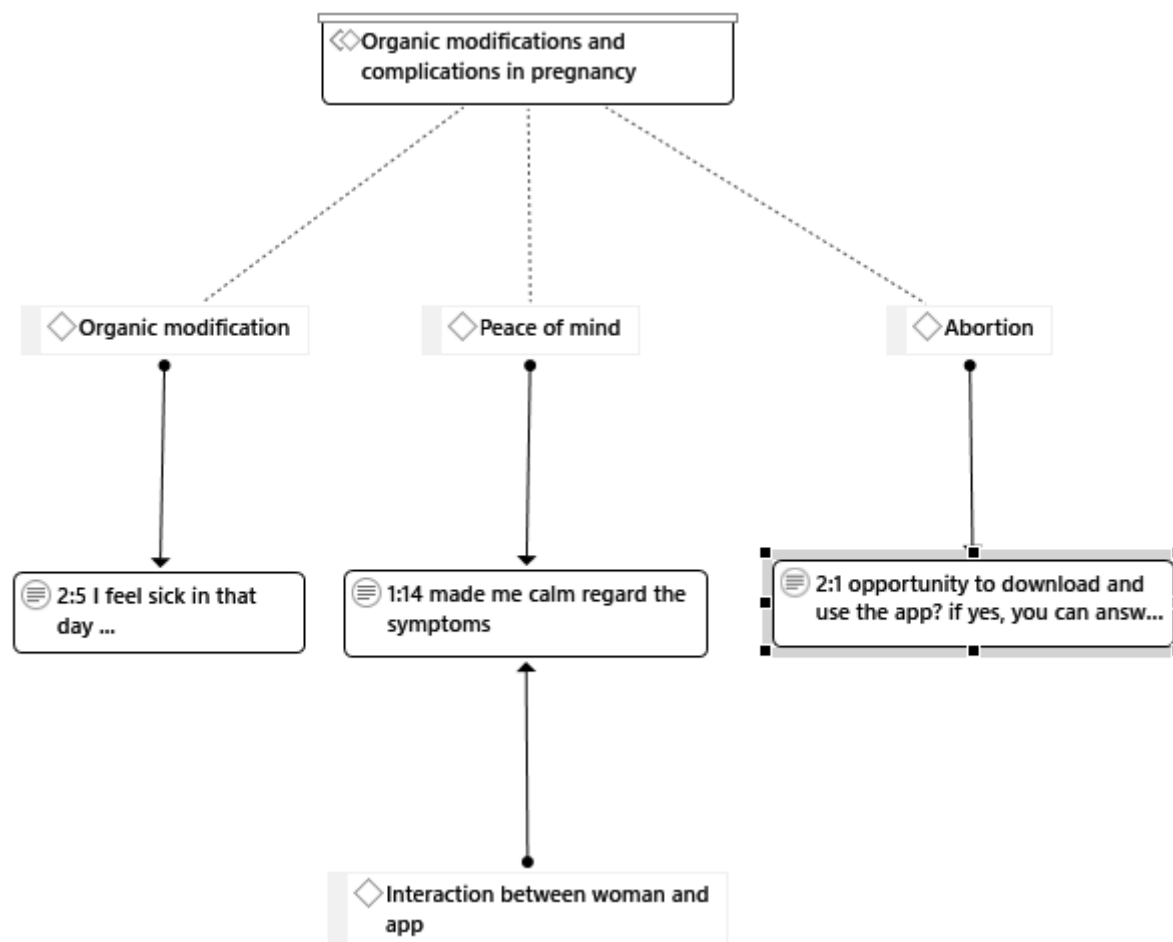 Organic modifications and
complications in pregnancy
Organic modification
Peace of mind
Abortion
2:5 I feel sick in that
day ...
1:14 made me calm regard the
symptoms
2:1 opportunity to download and
use the app? if yes, you can answ...
Interaction between woman and
app